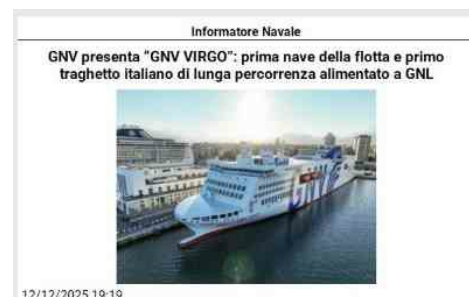 Informatore Navale
GNV presenta "GNV VIRGO": prima nave della flotta e primo
traghetto italiano di lunga percorrenza alimentato a GNL
GNV
12/12/2025 19:19